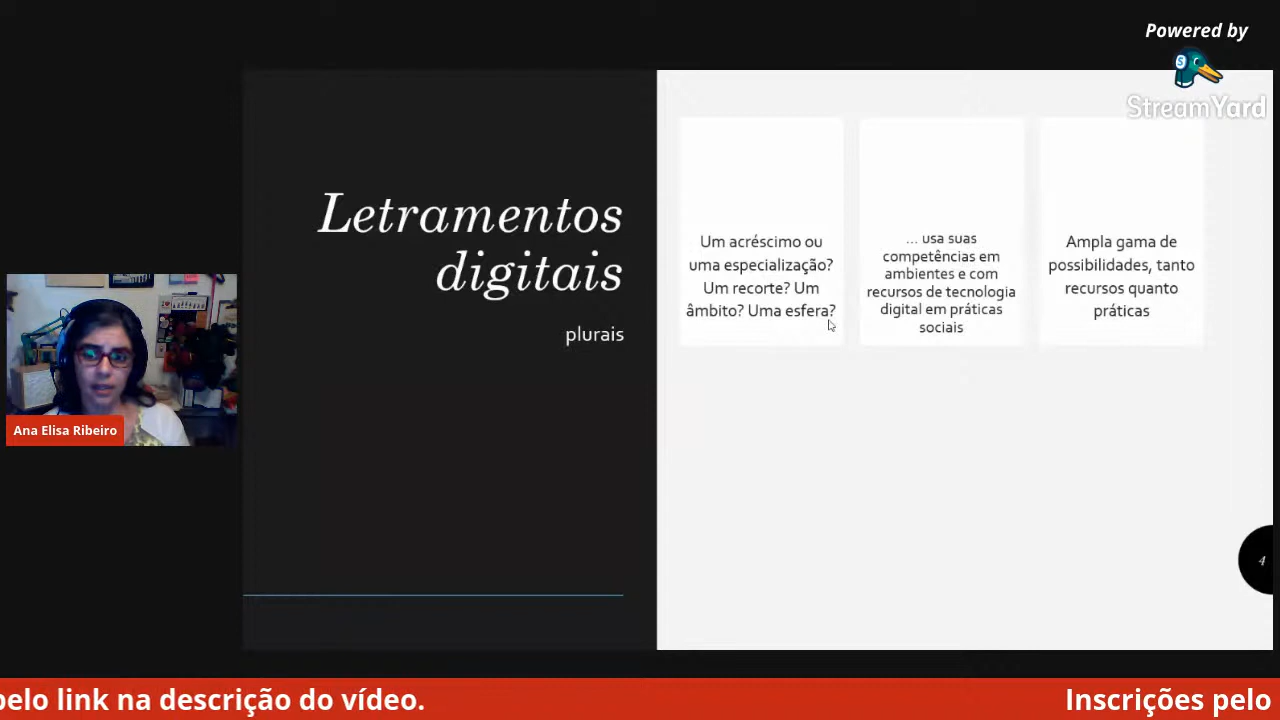 Powered by
StreamYard
Letramentos
digitais
plurais
Um acréscimo ou
uma especialização?
Um recorte? Um
âmbito? Uma esfera?
... usa suas
competências em
ambientes e com
recursos de tecnologia
digital em práticas
sociais
Ampla gama de
possibilidades, tanto
recursos quanto
práticas
Ana Elisa Ribeiro
4
pelo link na descrição do vídeo.
Inscrições pelo